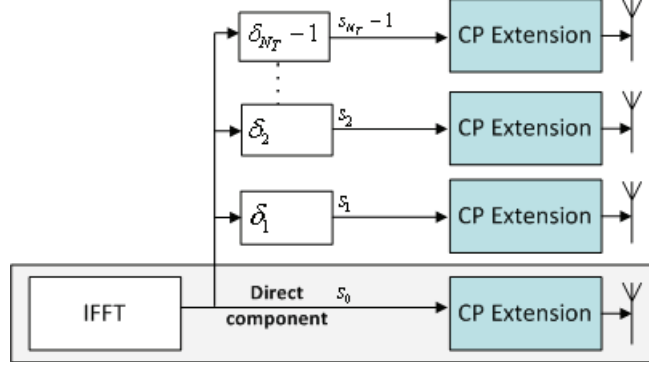 δ_{N_T} − 1 s_{N_T} − 1 CP Extension
δ_2 s_2 CP Extension
δ_1 s_1 CP Extension
IFFT Direct component s_0 CP Extension